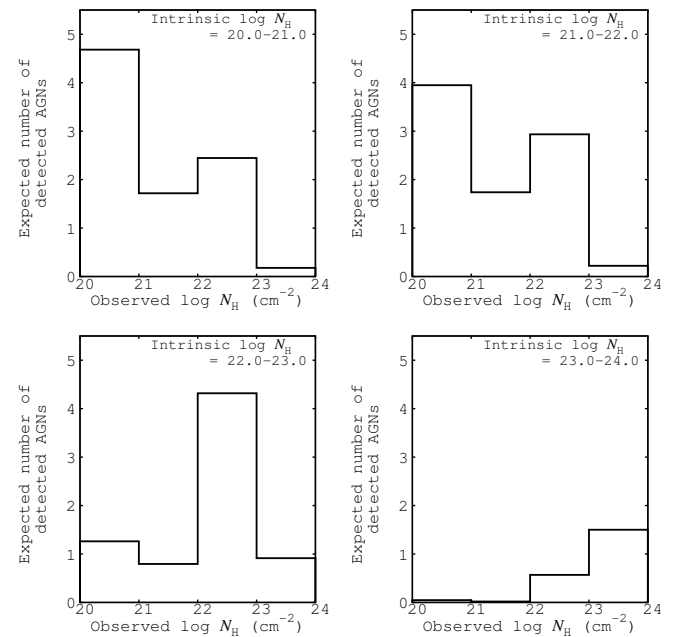 Intrinsic log N_H
= 20.0−21.0
5
4
3
2
1
0
Expected number of
detected AGNs
20 21 22 23 24
Observed log N_H (cm^−2)
Intrinsic log N_H
= 21.0−22.0
5
4
3
2
1
0
Expected number of
detected AGNs
20 21 22 23 24
Observed log N_H (cm^−2)
Intrinsic log N_H
= 22.0−23.0
5
4
3
2
1
0
Expected number of
detected AGNs
20 21 22 23 24
Observed log N_H (cm^−2)
Intrinsic log N_H
= 23.0−24.0
5
4
3
2
1
0
Expected number of
detected AGNs
20 21 22 23 24
Observed log N_H (cm^−2)